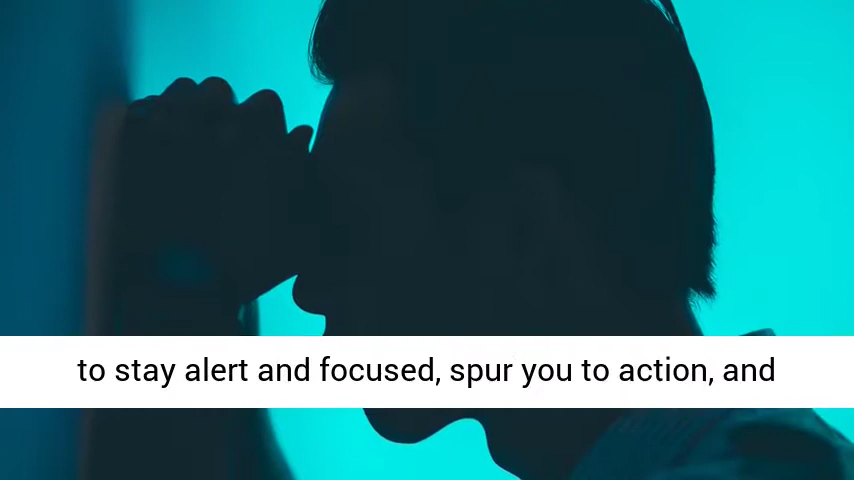 to stay alert and focused, spur you to action, and